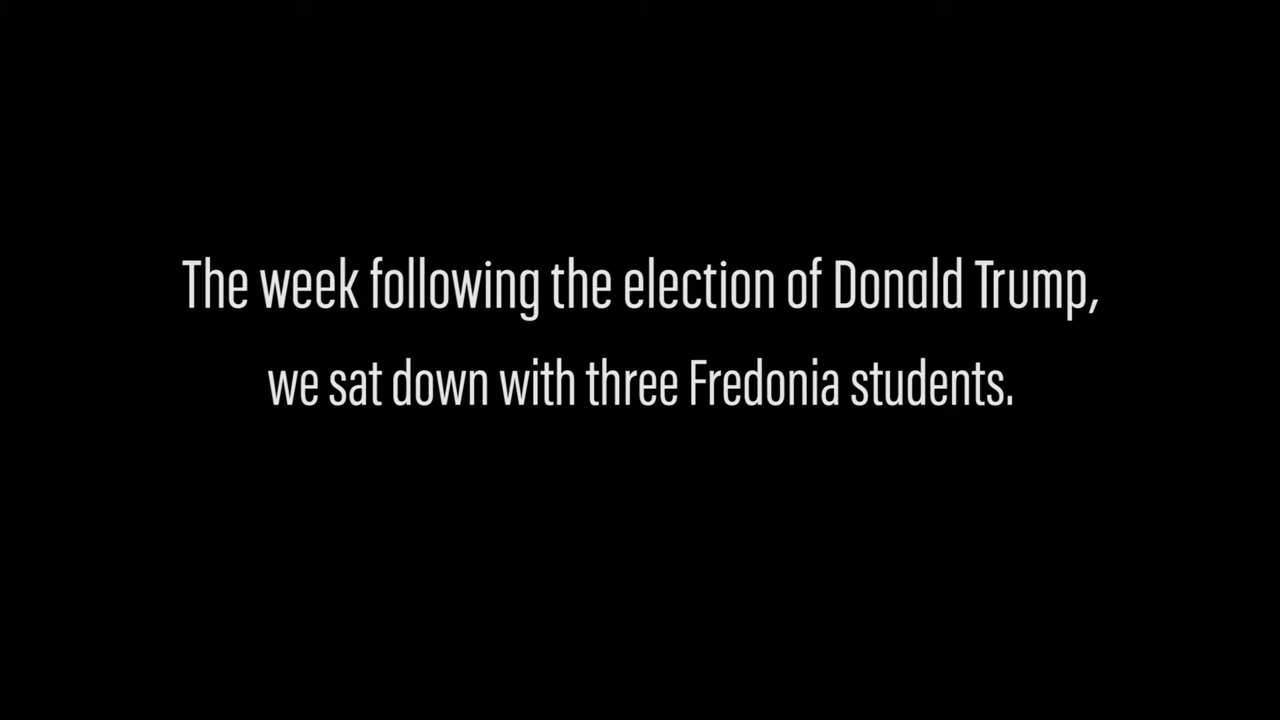 The week following the election of Donald Trump,
we sat down with three Fredonia students.